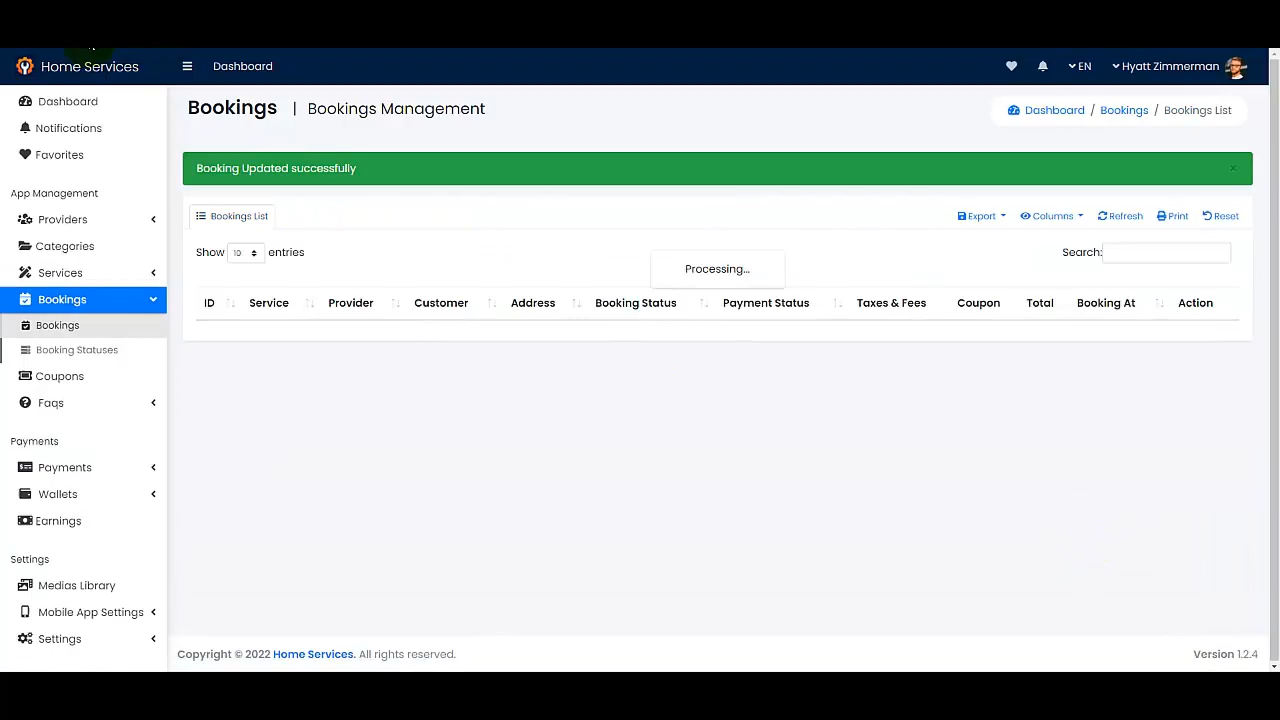 Home Services
Dashboard
EN
Hyatt Zimmerman
Dashboard
Notifications
Favorites
App Management
Providers
Categories
Services
Bookings
Bookings
Booking Statuses
Coupons
Faqs
Payments
Payments
Wallets
Earnings
Settings
Medias Library
Mobile App Settings
Settings
Bookings | Bookings Management
Dashboard / Bookings / Bookings List
Booking Updated successfully ×
Bookings List
Export Columns Refresh Print Reset
Show 10 entries
Search:
Processing...
ID Service Provider Customer Address Booking Status Payment Status Taxes & Fees Coupon Total Booking At Action
Copyright © 2022 Home Services. All rights reserved.
Version 1.2.4